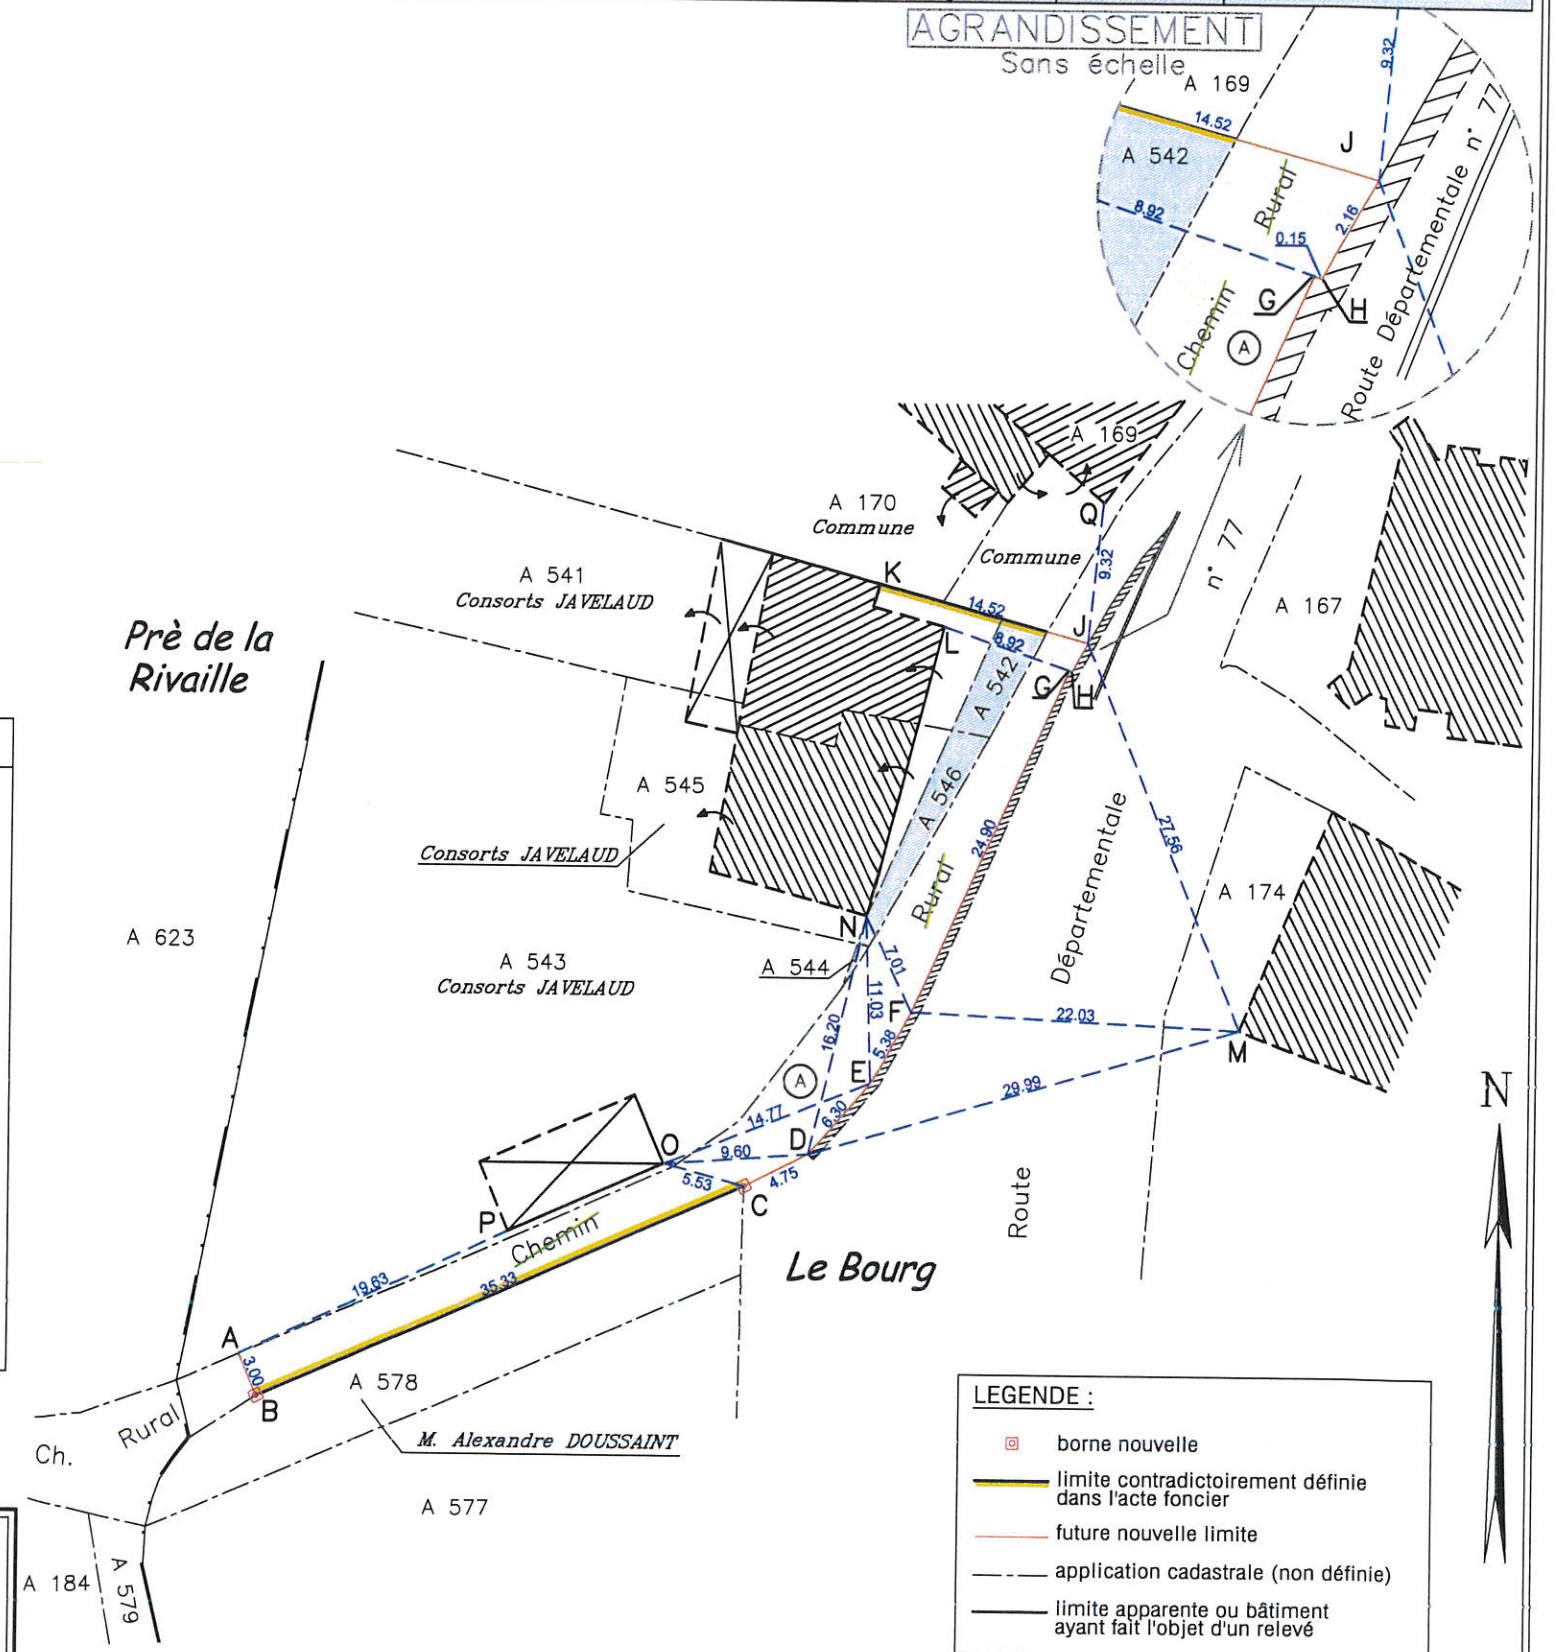 AGRANDISSEMENT
Sans échelle
A 169
9.32
14.52
J
A 542
Rural
8.92
2.16
0.15
G
H
Chemin
A
Route Départementale n° 77
A 169
A 170
Commune
Q
Commune
9.32
n° 77
A 541
Consorts JAVELAUD
K
14.52
J
A 167
Prè de la
Rivaille
L
8.92
A 542
G
H
A 545
A 546
24.90
27.56
Consorts JAVELAUD
Rural
Départementale
A 174
A 623
N
A 543
Consorts JAVELAUD
A 544
7.01
11.03
16.20
F
22.03
M
5.38
A
E
29.99
N
14.77
6.30
O
9.60
D
5.53
4.75
C
P
Chemin
Route
Le Bourg
19.63
35.33
A
3.00
B
A 578
Rural
Ch.
M. Alexandre DOUSSAINT
A 577
A 184
A 579
LEGENDE :
borne nouvelle
limite contradictoirement définie
dans l'acte foncier
future nouvelle limite
application cadastrale (non définie)
limite apparente ou bâtiment
ayant fait l'objet d'un relevé